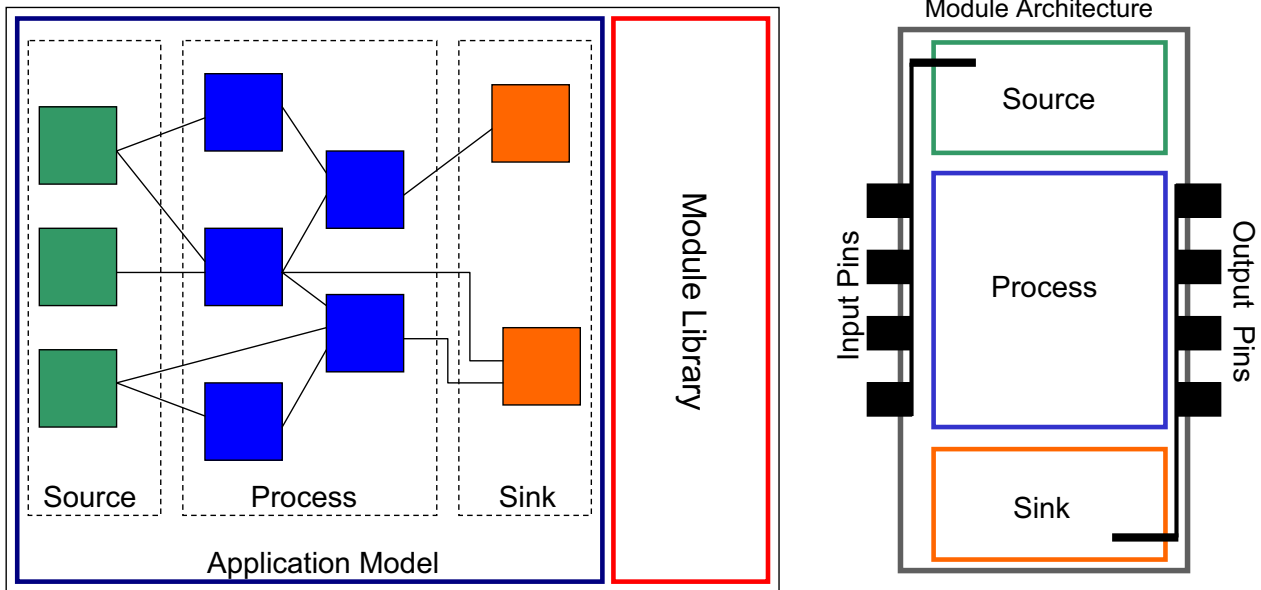 Source
Process
Sink
Application Model
Module Library
Module Architecture
Source
Input Pins
Process
Output Pins
Sink